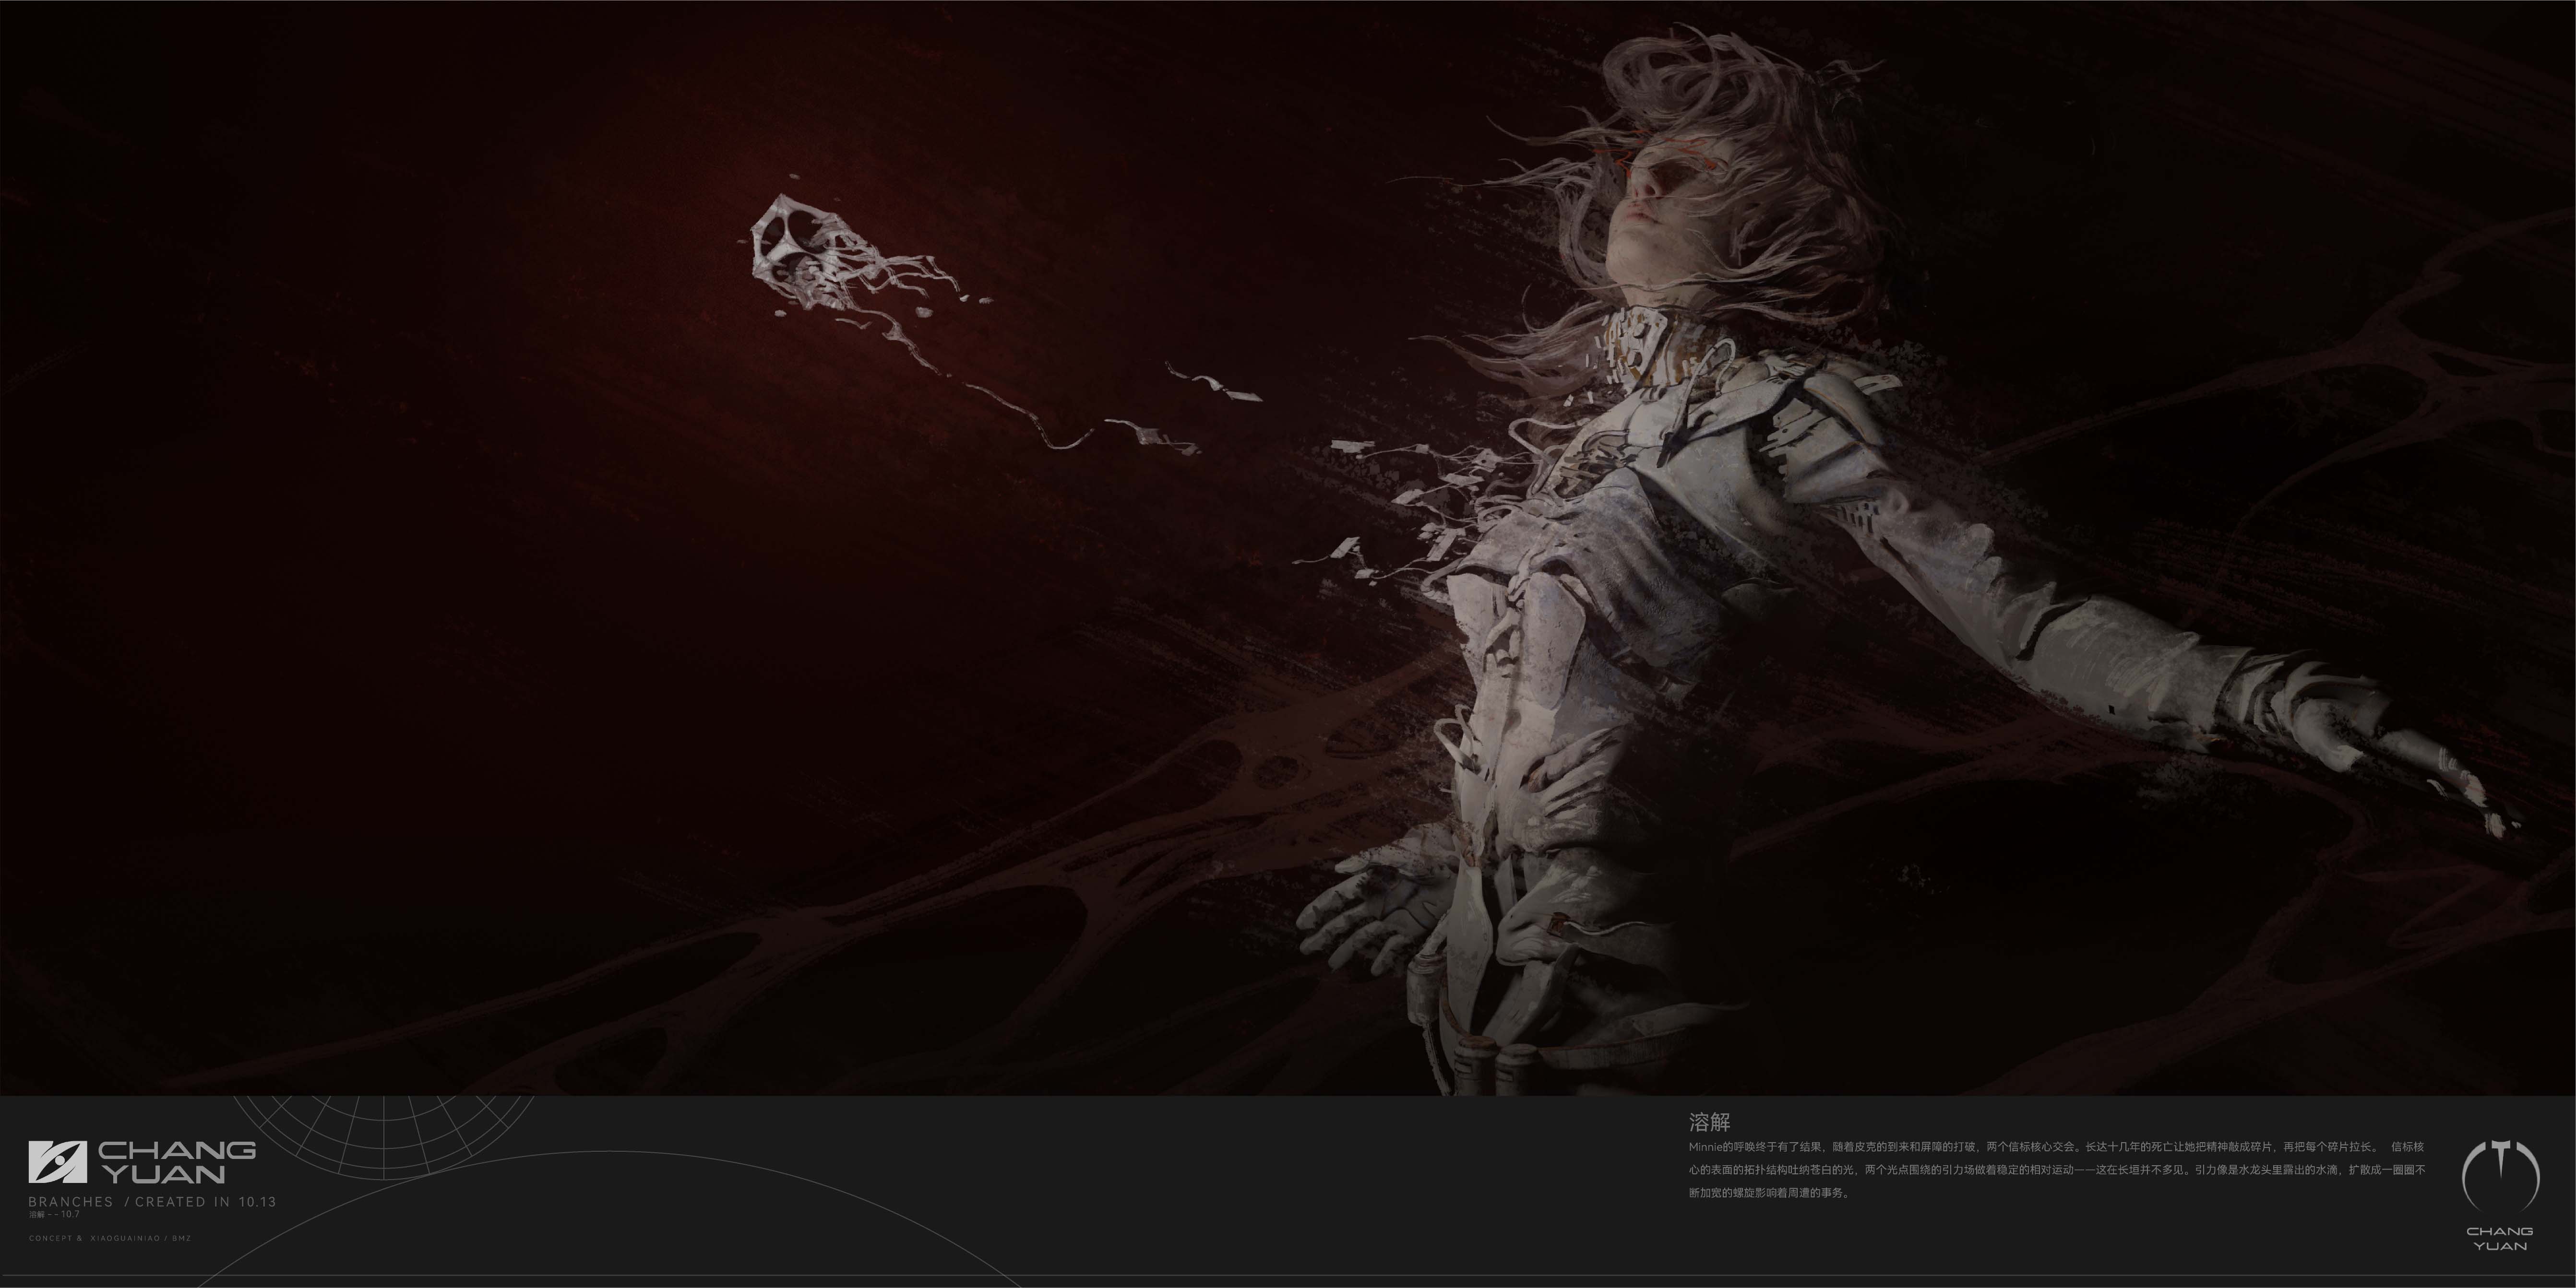 CHANG
YUAN
BRANCHES / CREATED IN 10.13
溶解 - - 10.7
CONCEPT & XIAOGUAINIAO / BMZ
溶解
Minnie的呼唤终于有了结果，随着皮克的到来和屏障的打破，两个信标核心交会。长达十几年的死亡让她把精神敲成碎片，再把每个碎片拉长。 信标核
心的表面的拓扑结构吐纳苍白的光，两个光点围绕的引力场做着稳定的相对运动——这在长垣并不多见。引力像是水龙头里露出的水滴，扩散成一圈圈不
断加宽的螺旋影响着周遭的事务。
CHANG
YUAN